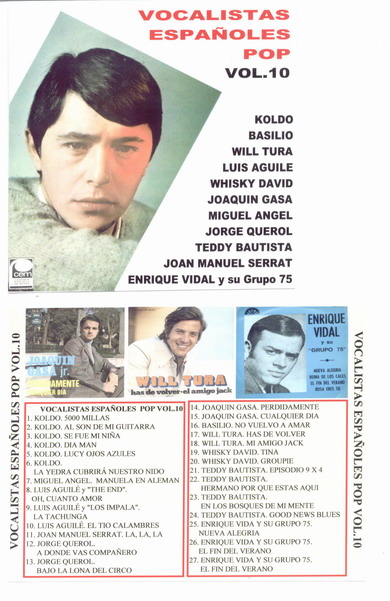 VOCALISTAS
ESPAÑOLES
POP
VOL.10
KOLDO
BASILIO
WILL TURA
LUIS AGUILE
WHISKY DAVID
JOAQUIN GASA
MIGUEL ANGEL
JORGE QUEROL
TEDDY BAUTISTA
JOAN MANUEL SERRAT
ENRIQUE VIDAL y su Grupo 75
cem
VOCALISTAS ESPAÑOLES POP VOL.10
JOAQUIN
GASA jr.
WILL TURA
has de volver-el amigo jack
ENRIQUE
VIDAL
y su
"GRUPO 75"
NUEVA ALEGRIA
EL FIN DEL VERANO
VOCALISTAS ESPAÑOLES POP VOL.10
VOCALISTAS ESPAÑOLES POP VOL.10
1. KOLDO. 5000 MILLAS
2. KOLDO. AL SON DE MI GUITARRA
3. KOLDO. SE FUE MI NIÑA
4. KOLDO. DIA MAN
5. KOLDO. LUCY OJOS AZULES
6. KOLDO.
LA YEDRA CUBRIRÁ NUESTRO NIDO
7. MIGUEL ANGEL. MANUELA EN ALEMAN
8. LUIS AGUILÉ y "THE END".
OH, CUANTO AMOR
9. LUIS AGUILÉ y "LOS IMPALA".
LA TACHUNGA
10. LUIS AGUILÉ. EL TIO CALAMBRES
11. JOAN MANUEL SERRAT. LA, LA, LA
12. JORGE QUEROL.
A DONDE VAS COMPAÑERO
13. JORGE QUEROL.
BAJO LA LONA DEL CIRCO
14. JOAQUIN GASA. PERDIDAMENTE
15. JOAQUIN GASA. CUALQUIER DIA
16. BASILIO. NO VUELVO A AMAR
17. WILL TURA. HAS DE VOLVER
18. WILL TURA. MI AMIGO JACK
19. WHISKY DAVID. TINA
20. WHISKY DAVID. GROUPIE
21. TEDDY BAUTISTA. EPISODIO 9 X 4
22. TEDDY BAUTISTA.
HERMANO POR QUE ESTAS AQUI
23. TEDDY BAUTISTA.
EN LOS BOSQUES DE MI MENTE
24. TEDDY BAUTISTA. GOOD NEWS BLUES
25. ENRIQUE VIDAL Y SU GRUPO 75.
NUEVA ALEGRIA
26. ENRIQUE VIDAL Y SU GRUPO 75.
EL FIN DEL VERANO
27. ENRIQUE VIDAL Y SU GRUPO 75.
EL FIN DEL VERANO